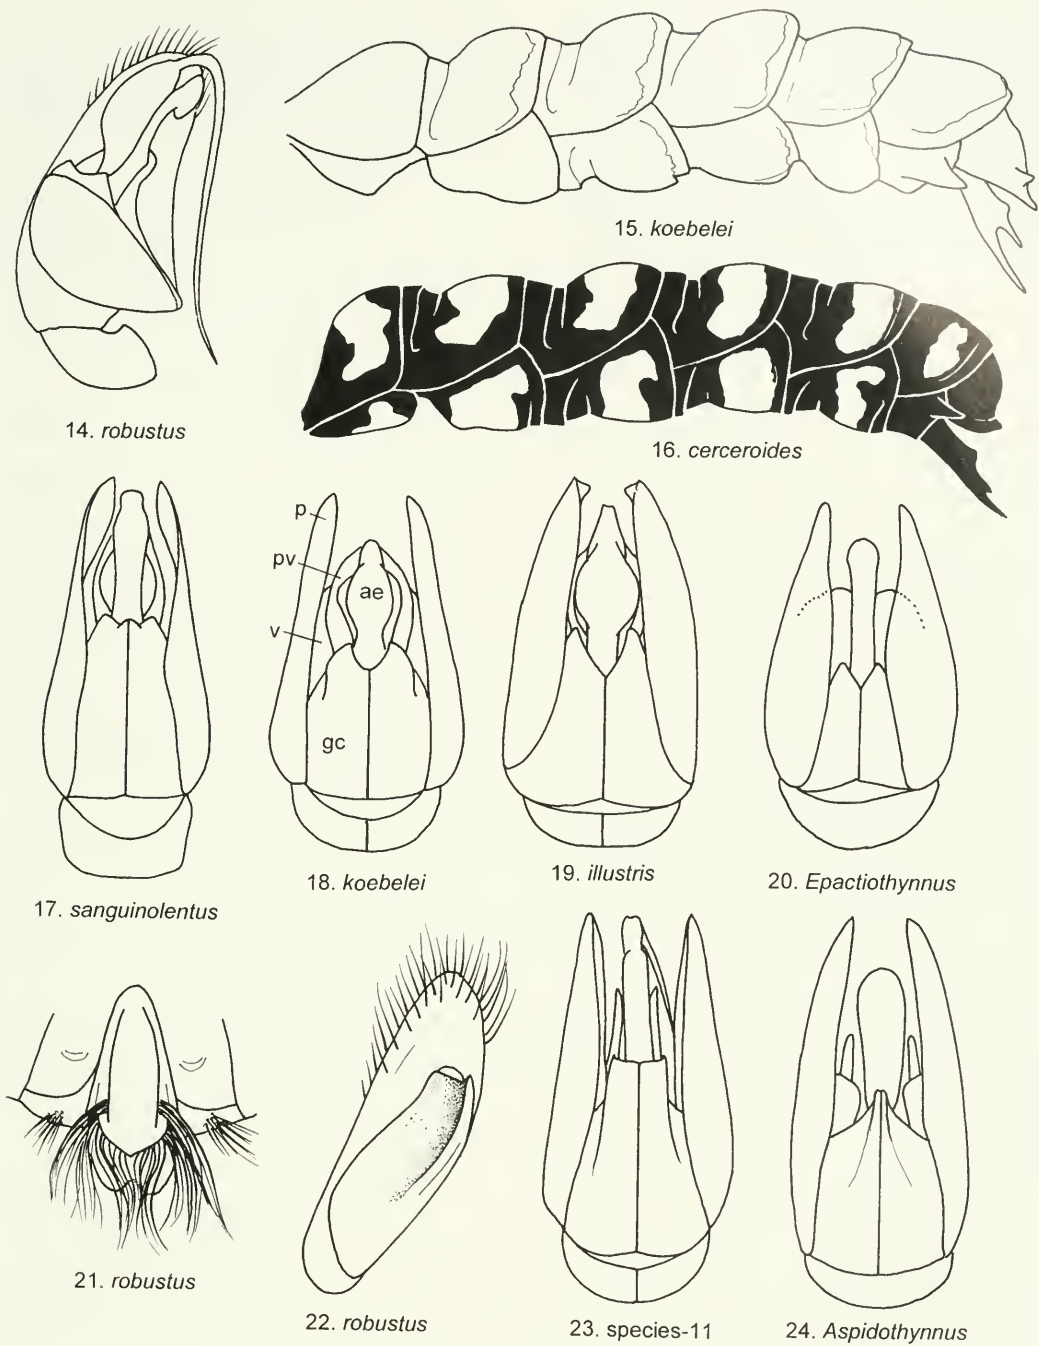 15. koebelei
14. robustus
16. cerceroides
p
pv
ae
v
gc
17. sanguinolentus
18. koebelei
19. illustris
20. Epactiothynnus
21. robustus
22. robustus
23. species-11
24. Aspidothynnus